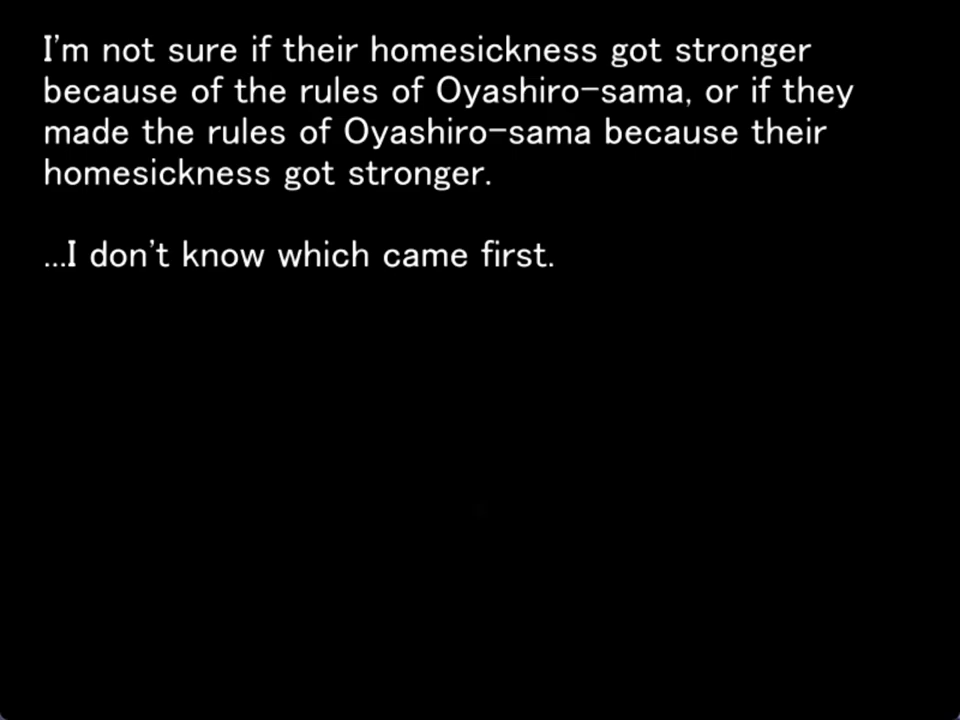 I'm not sure if their homesickness got stronger
because of the rules of Oyashiro-sama, or if they
made the rules of Oyashiro-sama because their
homesickness got stronger.
...I don't know which came first.